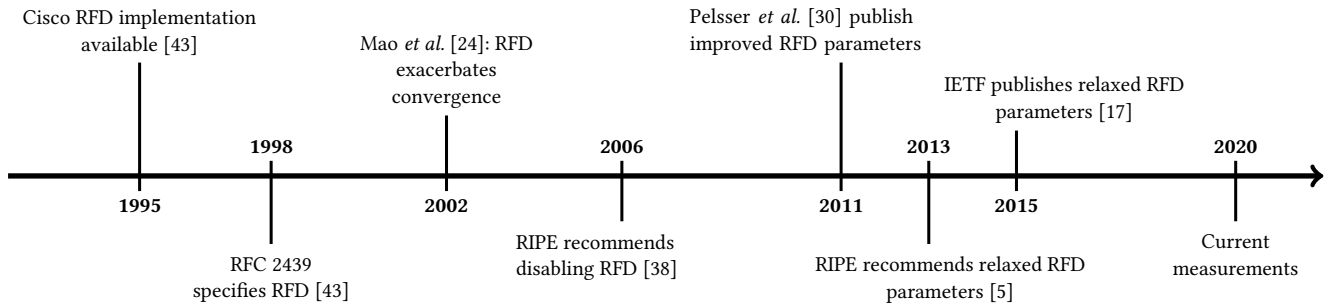 Cisco RFD implementation
available [43]
Mao et al. [24]: RFD
exacerbates
convergence
Pelsser et al. [30] publish
improved RFD parameters
IETF publishes relaxed RFD
parameters [17]
1998
2006
2013
2020
1995
2002
2011
2015
RFC 2439
specifies RFD [43]
RIPE recommends
disabling RFD [38]
RIPE recommends relaxed RFD
parameters [5]
Current
measurements